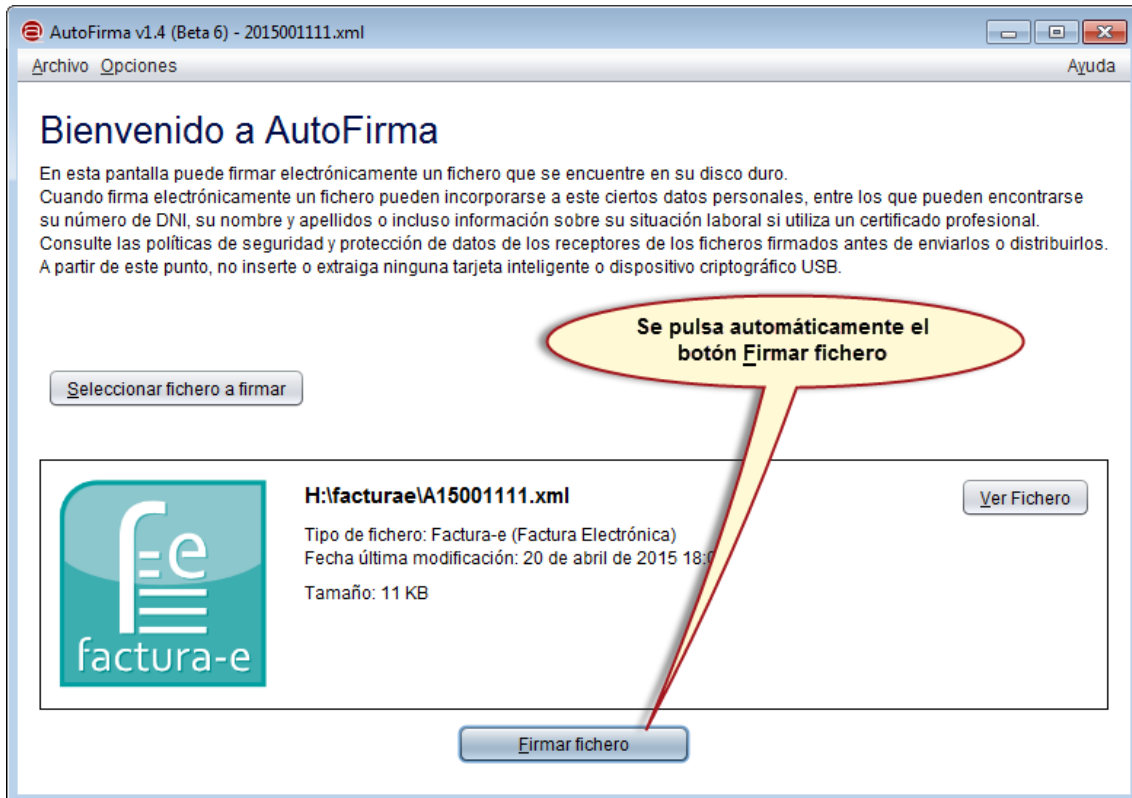 AutoFirma v1.4 (Beta 6) - 2015001111.xml
Archivo Opciones Ayuda
Bienvenido a AutoFirma
En esta pantalla puede firmar electrónicamente un fichero que se encuentre en su disco duro.
Cuando firma electrónicamente un fichero pueden incorporarse a este ciertos datos personales, entre los que pueden encontrarse
su número de DNI, su nombre y apellidos o incluso información sobre su situación laboral si utiliza un certificado profesional.
Consulte las políticas de seguridad y protección de datos de los receptores de los ficheros firmados antes de enviarlos o distribuirlos.
A partir de este punto, no inserte o extraiga ninguna tarjeta inteligente o dispositivo criptográfico USB.
Se pulsa automáticamente el
botón Firmar fichero
Seleccionar fichero a firmar
H:\facturae\A15001111.xml
Ver Fichero
Tipo de fichero: Factura-e (Factura Electrónica)
Fecha última modificación: 20 de abril de 2015
Tamaño: 11 KB
fe
factura-e
Firmar fichero